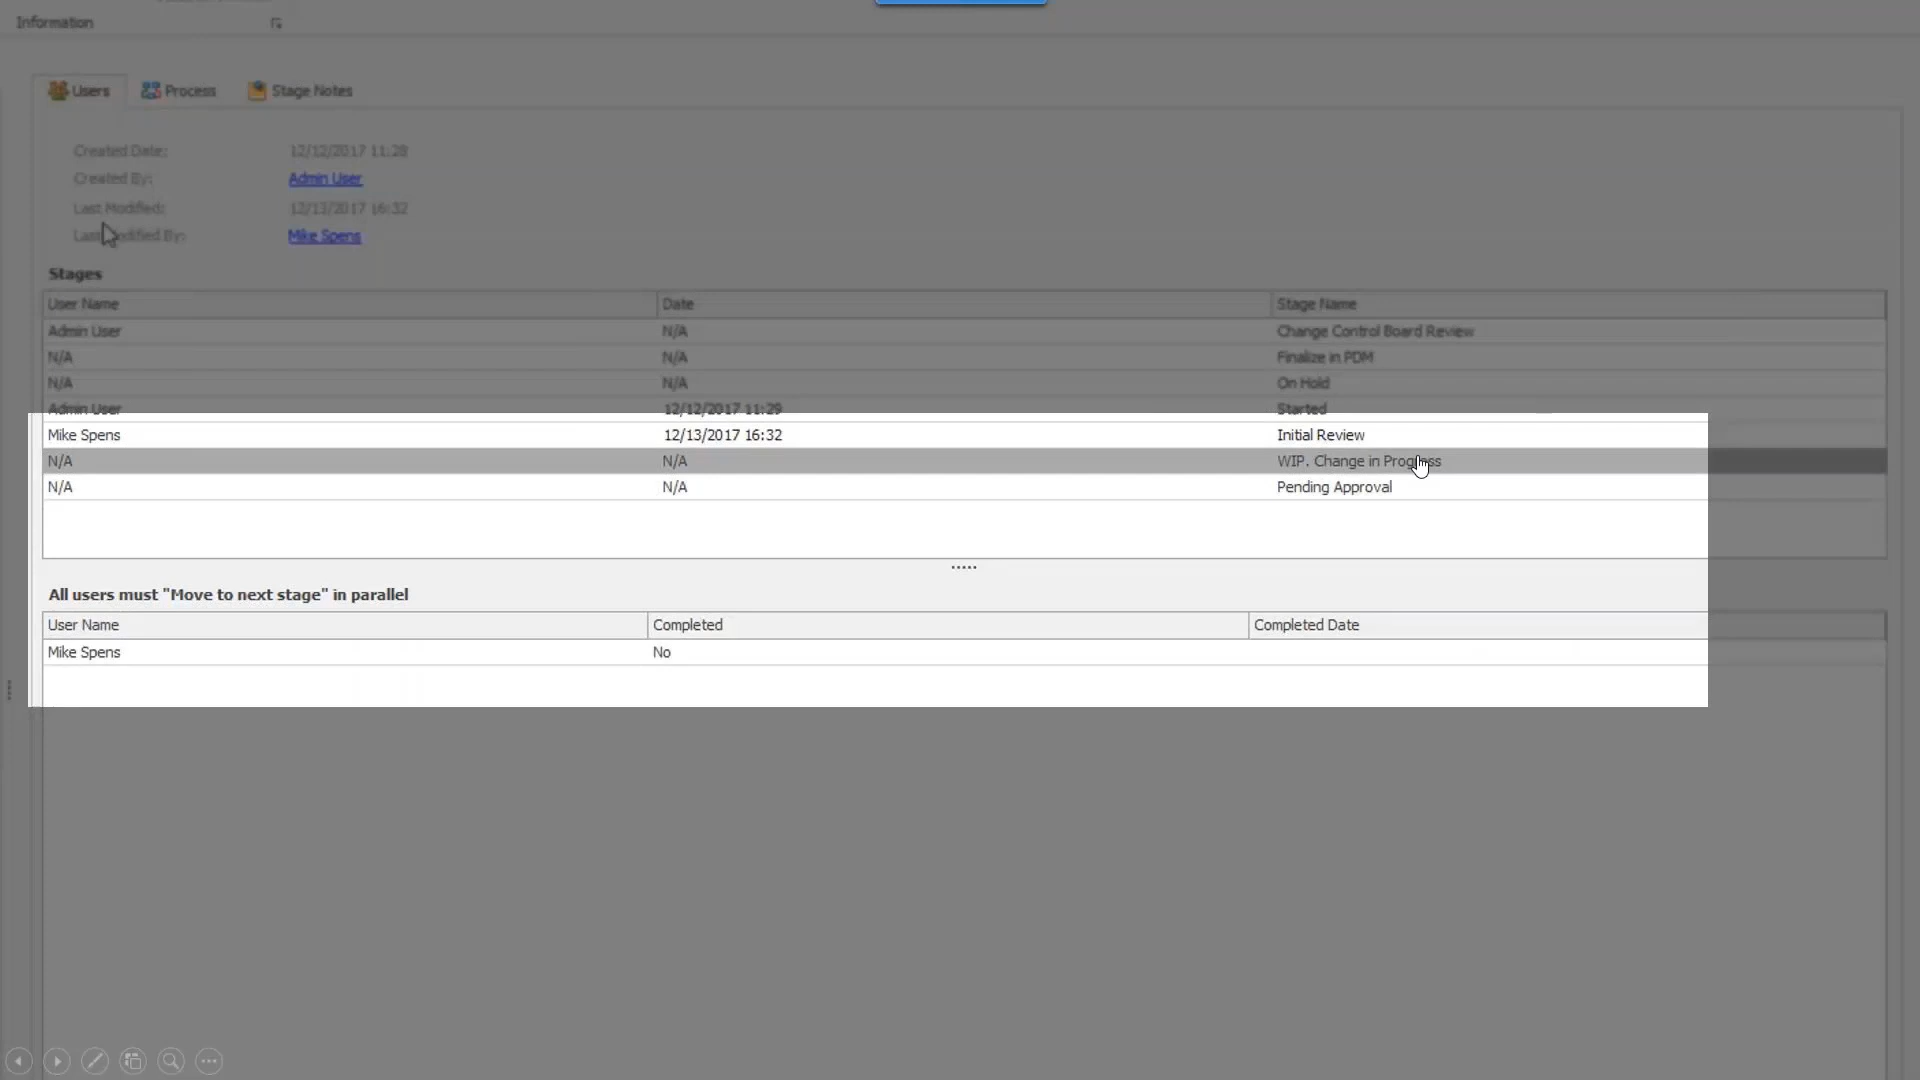 Information
Users Process Stage Notes
Created Date: 12/12/2017 11:28
Created By: Admin User
Last Modified: 12/13/2017 16:32
Last Modified By: Mike Spens
Stages
User Name Date Stage Name
Admin User N/A Change Control Board Review
N/A N/A Finalize in PDM
N/A N/A On Hold
Admin User 12/12/2017 11:29 Started
Mike Spens 12/13/2017 16:32 Initial Review
N/A N/A WIP. Change in Progress
N/A N/A Pending Approval
All users must "Move to next stage" in parallel
User Name Completed Completed Date
Mike Spens No